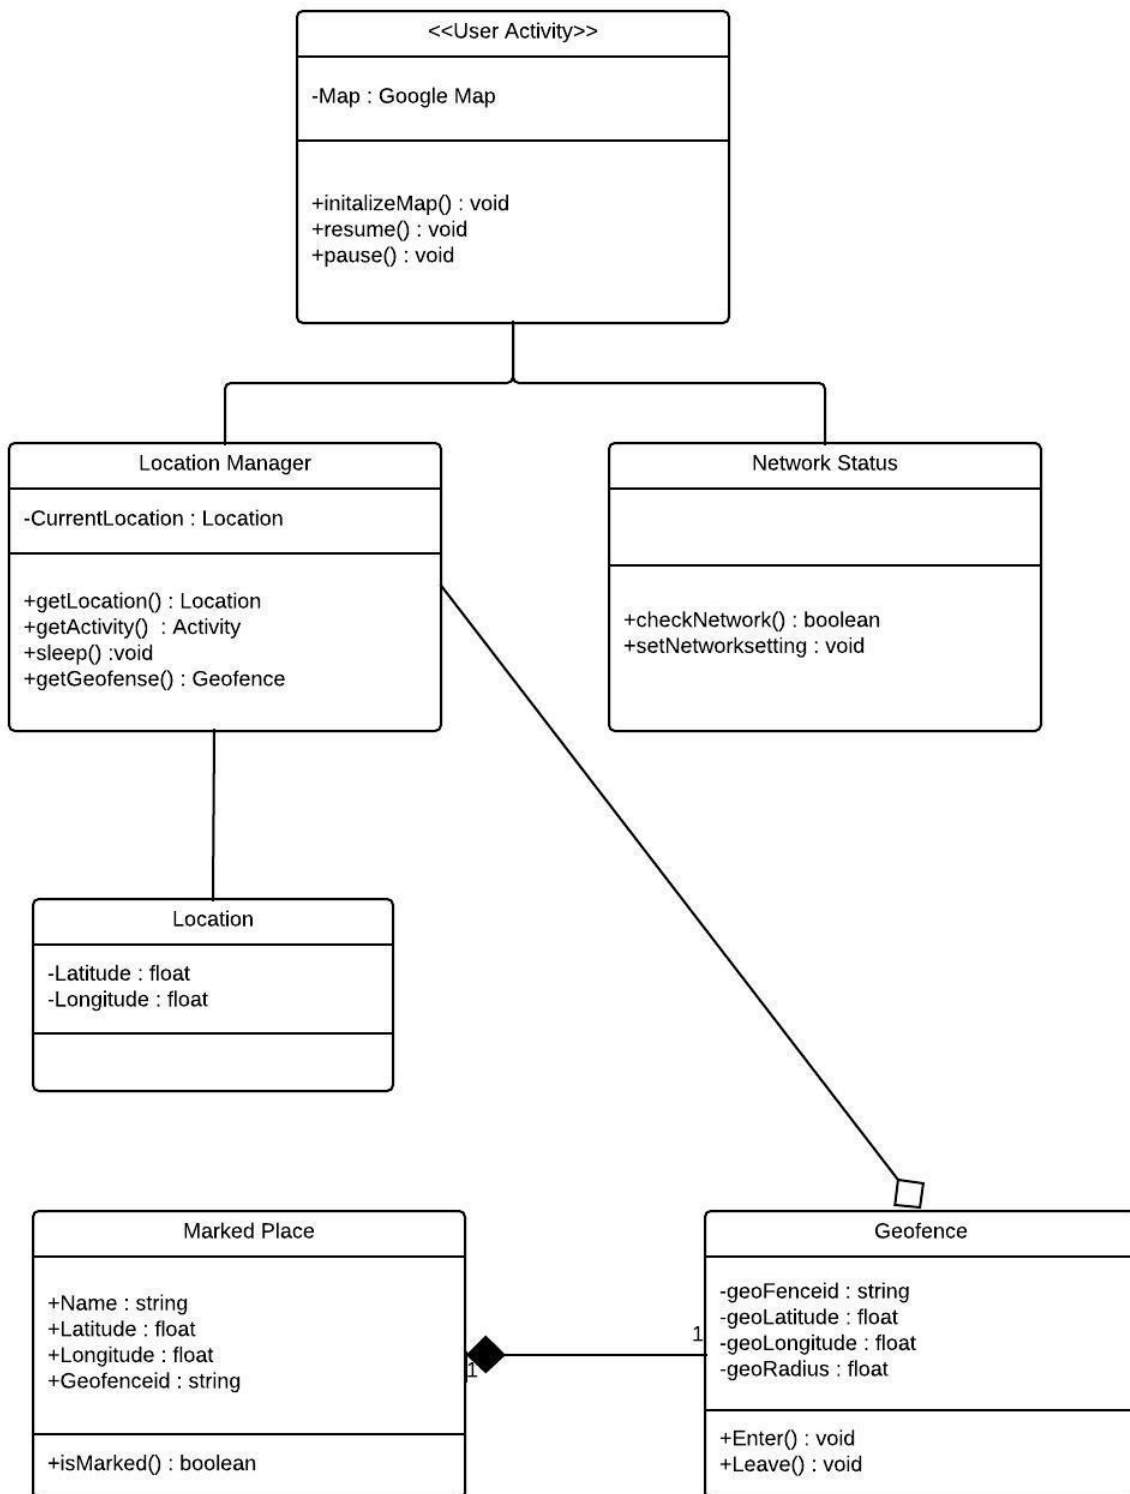 <<User Activity>>
-Map : Google Map
+initalizeMap() : void
+resume() : void
+pause() : void
Location Manager
-CurrentLocation : Location
+getLocation() : Location
+getActivity()  : Activity
+sleep() :void
+getGeofense() : Geofence
Network Status
+checkNetwork() : boolean
+setNetworksetting : void
Location
-Latitude : float
-Longitude : float
Marked Place
+Name : string
+Latitude : float
+Longitude : float
+Geofenceid : string
+isMarked() : boolean
1
1
Geofence
-geoFenceid : string
-geoLatitude : float
-geoLongitude : float
-geoRadius : float
+Enter() : void
+Leave() : void